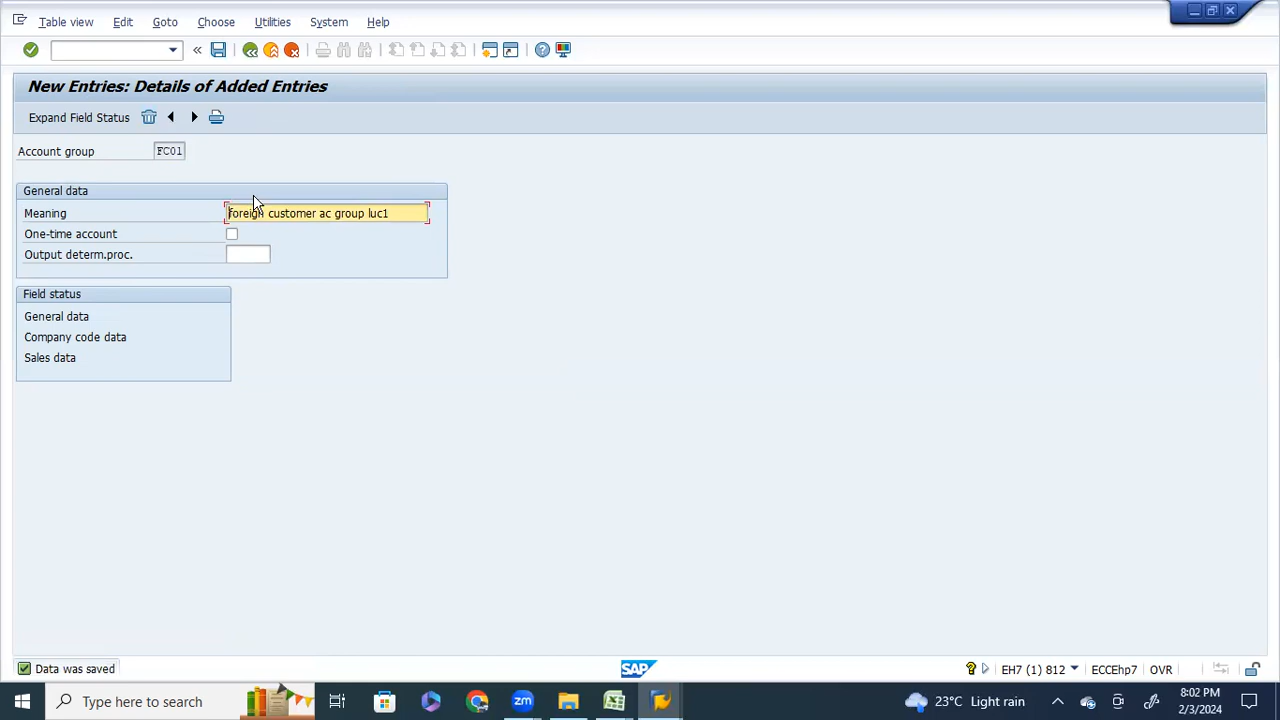 Table view Edit Goto Choose Utilities System Help
New Entries: Details of Added Entries
Expand Field Status
Account group FC01
General data
Meaning foreign customer ac group luc1
One-time account
Output determ.proc.
Field status
General data
Company code data
Sales data
Data was saved
SAP
EH7 (1) 812 ECCEhp7 OVR
Type here to search
zm
23°C Light rain
8:02 PM
2/3/2024